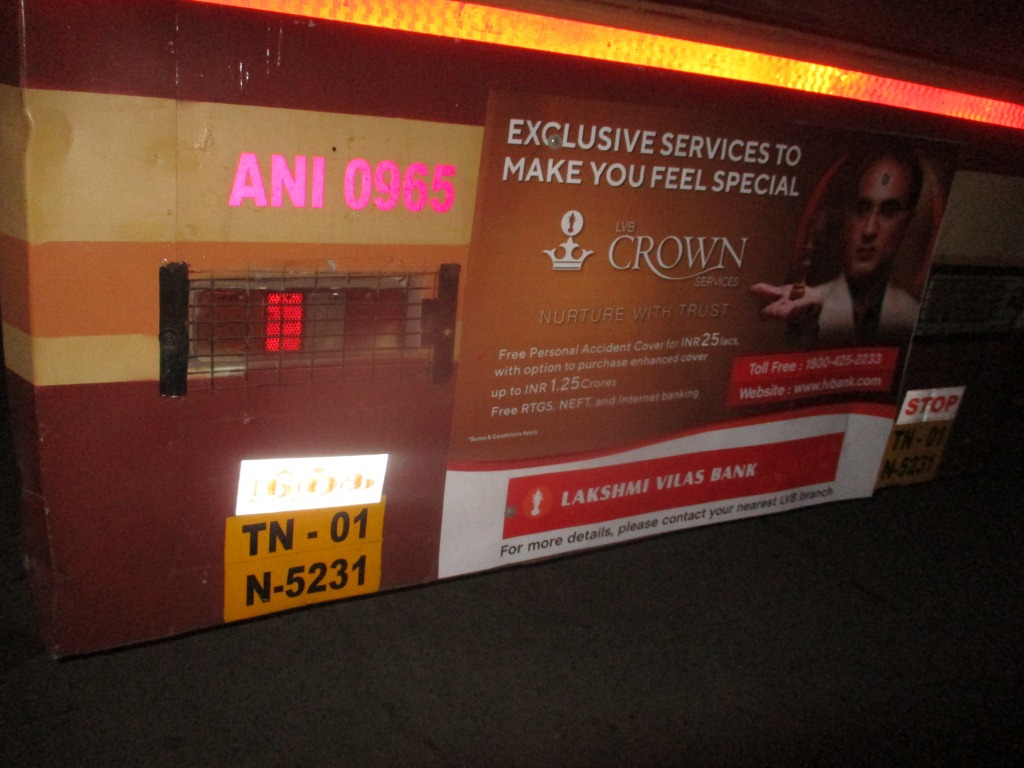 ANI 0965
நிற்க
TN - 01
N-5231
EXCLUSIVE SERVICES TO
MAKE YOU FEEL SPECIAL
LVB
CROWN
SERVICES
NURTURE WITH TRUST
Free Personal Accident Cover for INR 25 lacs,
with option to purchase enhanced cover
up to INR 1.25 Crores
Free RTGS, NEFT, and Internet banking
*Terms & Conditions Apply
Toll Free : 1800-425-2233
Website : www.lvbank.com
LAKSHMI VILAS BANK
For more details, please contact your nearest LVB branch
STOP
TN - 01
N-5231